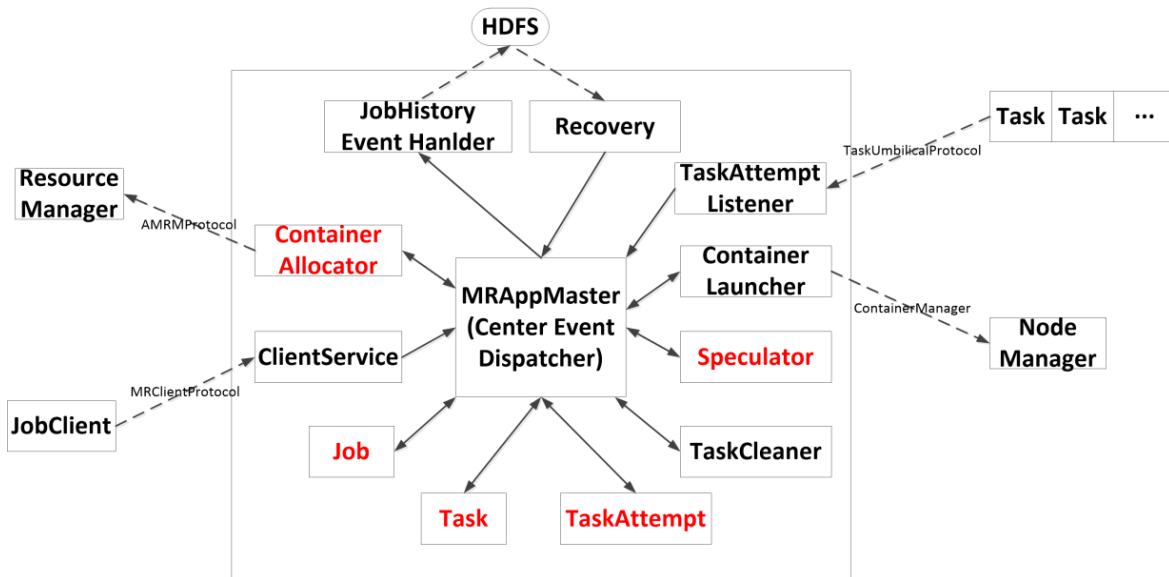 HDFS
JobHistory
Event Hanlder
Recovery
Task
Task
...
TaskUmbilicalProtocol
TaskAttempt
Listener
Resource
Manager
AMRMProtocol
Container
Allocator
MRAppMaster
(Center Event
Dispatcher)
Container
Launcher
ContainerManager
Node
Manager
ClientService
Speculator
MRClientProtocol
JobClient
Job
TaskCleaner
Task
TaskAttempt